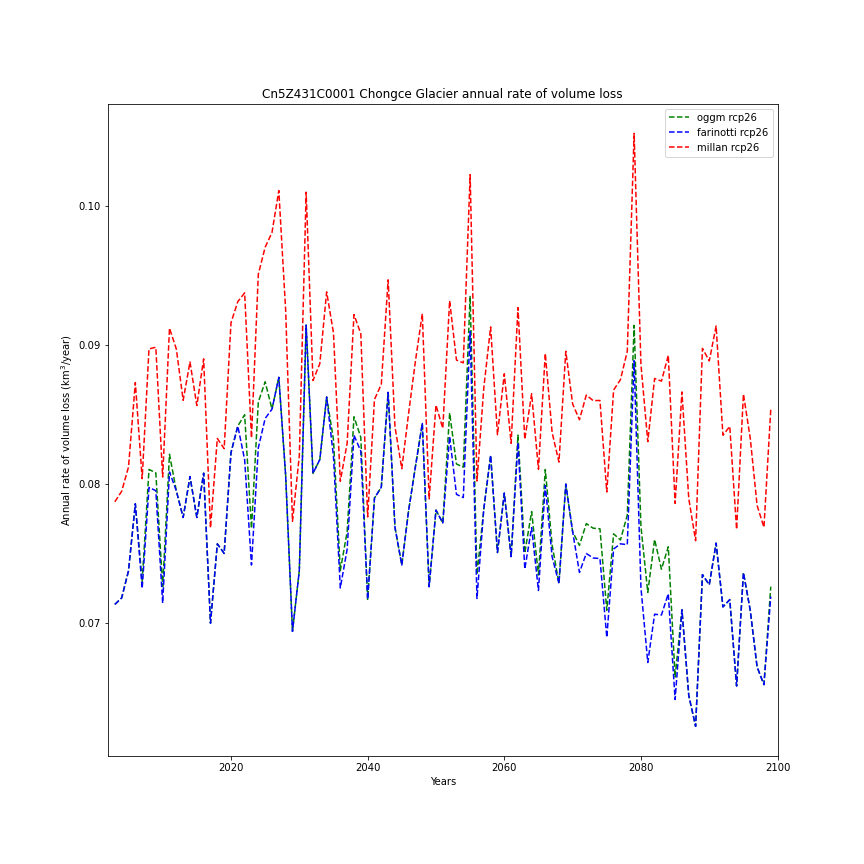 Cn5Z431C0001 Chongce Glacier annual rate of volume loss
oggm rcp26
farinotti rcp26
millan rcp26
0.10
0.09
0.08
0.07
Annual rate of volume loss (km³/year)
2020
2040
2060
2080
2100
Years